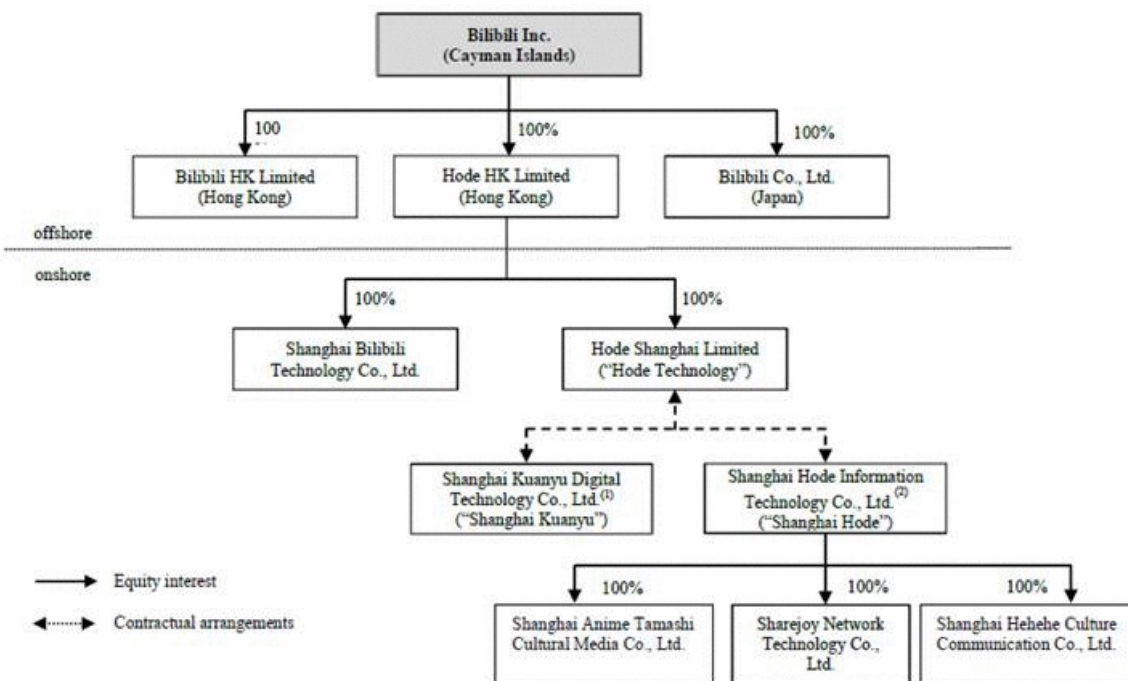 Bilibili Inc.
(Cayman Islands)
100
100%
100%
Bilibili HK Limited
(Hong Kong)
Hode HK Limited
(Hong Kong)
Bilibili Co., Ltd.
(Japan)
offshore
onshore
100%
100%
Shanghai Bilibili
Technology Co., Ltd.
Hode Shanghai Limited
(“Hode Technology”)
Shanghai Kuanyu Digital
Technology Co., Ltd.(1)
(“Shanghai Kuanyu”)
Shanghai Hode Information
Technology Co., Ltd.(2)
(“Shanghai Hode”)
Equity interest
Contractual arrangements
100%
100%
100%
Shanghai Anime Tamashi
Cultural Media Co., Ltd.
Sharejoy Network
Technology Co.,
Ltd.
Shanghai Hehehe Culture
Communication Co., Ltd.